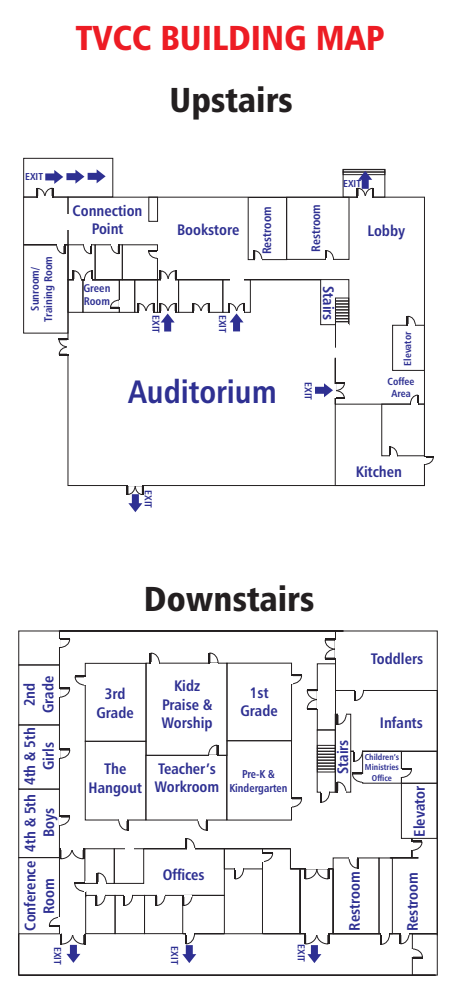 TVCC BUILDING MAP
Upstairs
EXIT
EXIT
Connection
Point
Bookstore
Restroom
Restroom
Lobby
Sunroom/
Training Room
Green
Room
Stairs
EXIT
EXIT
Elevator
Auditorium
EXIT
Coffee
Area
Kitchen
EXIT
Downstairs
Toddlers
2nd
Grade
3rd
Grade
Kidz
Praise &
Worship
1st
Grade
Infants
4th & 5th
Girls
The
Hangout
Teacher's
Workroom
Pre-K &
Kindergarten
Stairs
Children's
Ministries
Office
4th & 5th
Boys
Elevator
Conference
Room
Offices
Restroom
Restroom
EXIT
EXIT
EXIT